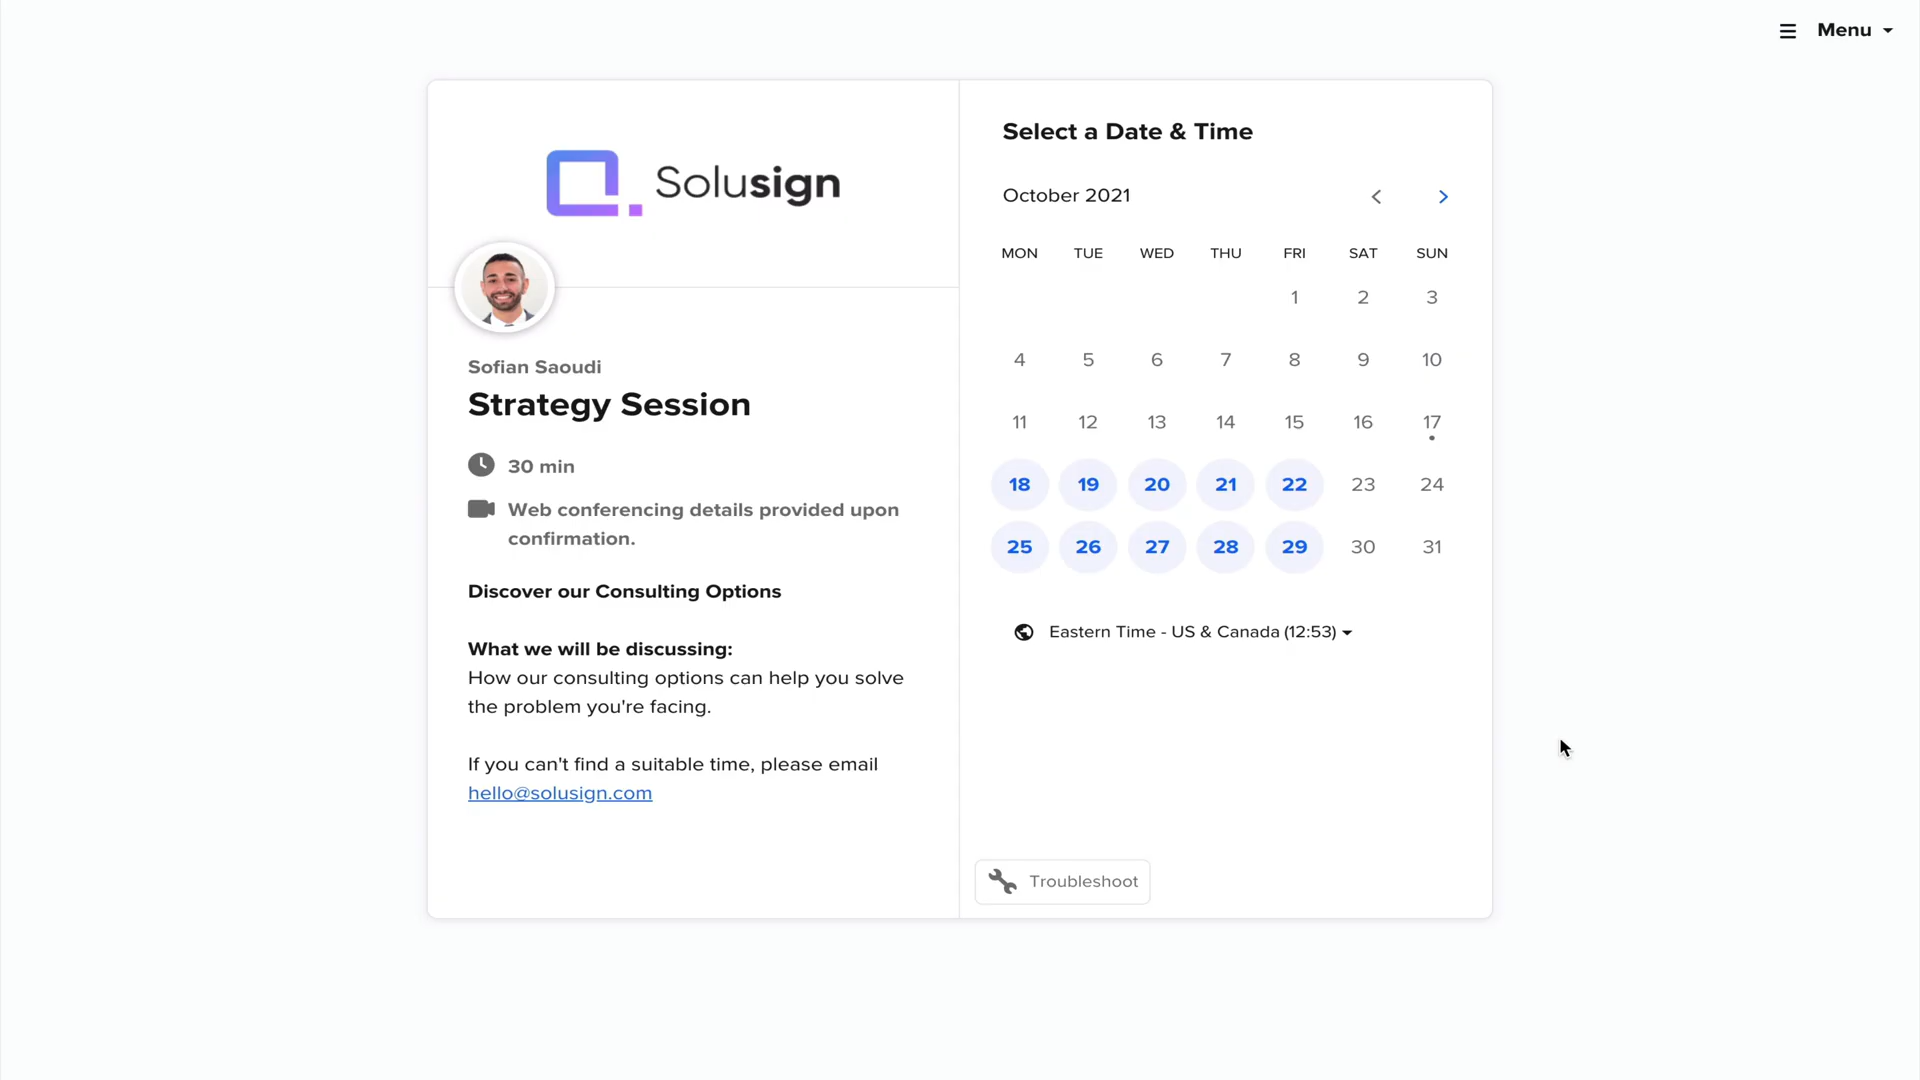 Menu
Solusign
Sofian Saoudi
Strategy Session
30 min
Web conferencing details provided upon
confirmation.
Discover our Consulting Options
What we will be discussing:
How our consulting options can help you solve
the problem you're facing.
If you can't find a suitable time, please email
hello@solusign.com
Select a Date & Time
October 2021
MON TUE WED THU FRI SAT SUN
1 2 3
4 5 6 7 8 9 10
11 12 13 14 15 16 17
18 19 20 21 22 23 24
25 26 27 28 29 30 31
Eastern Time - US & Canada (12:53)
Troubleshoot